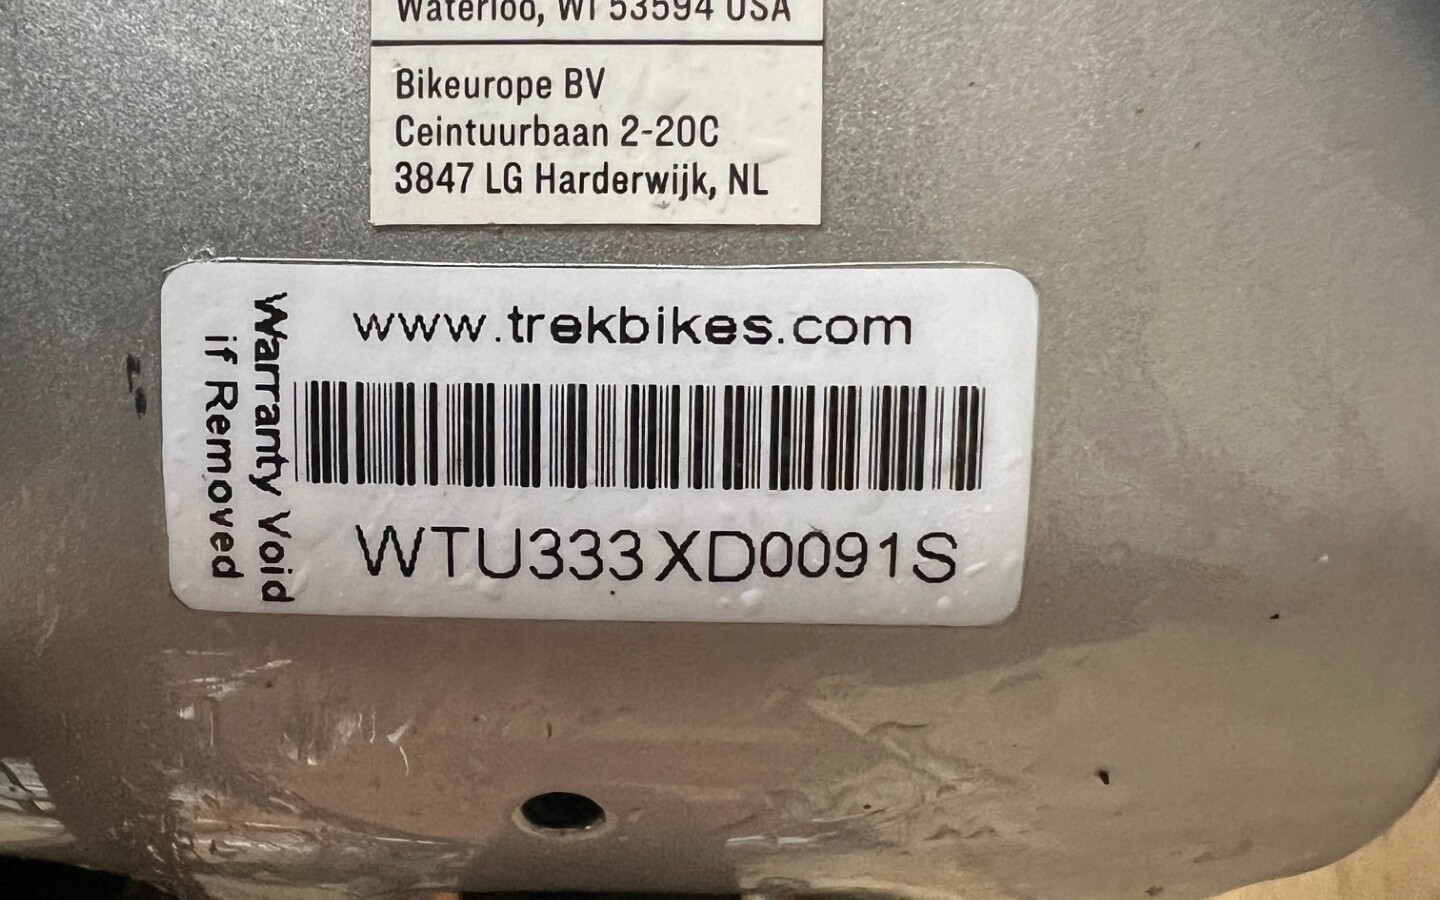 Waterloo, WI 53594 USA
Bikeurope BV
Ceintuurbaan 2-20C
3847 LG Harderwijk, NL
www.trekbikes.com
Warranty Void
if Removed
WTU333XD0091S